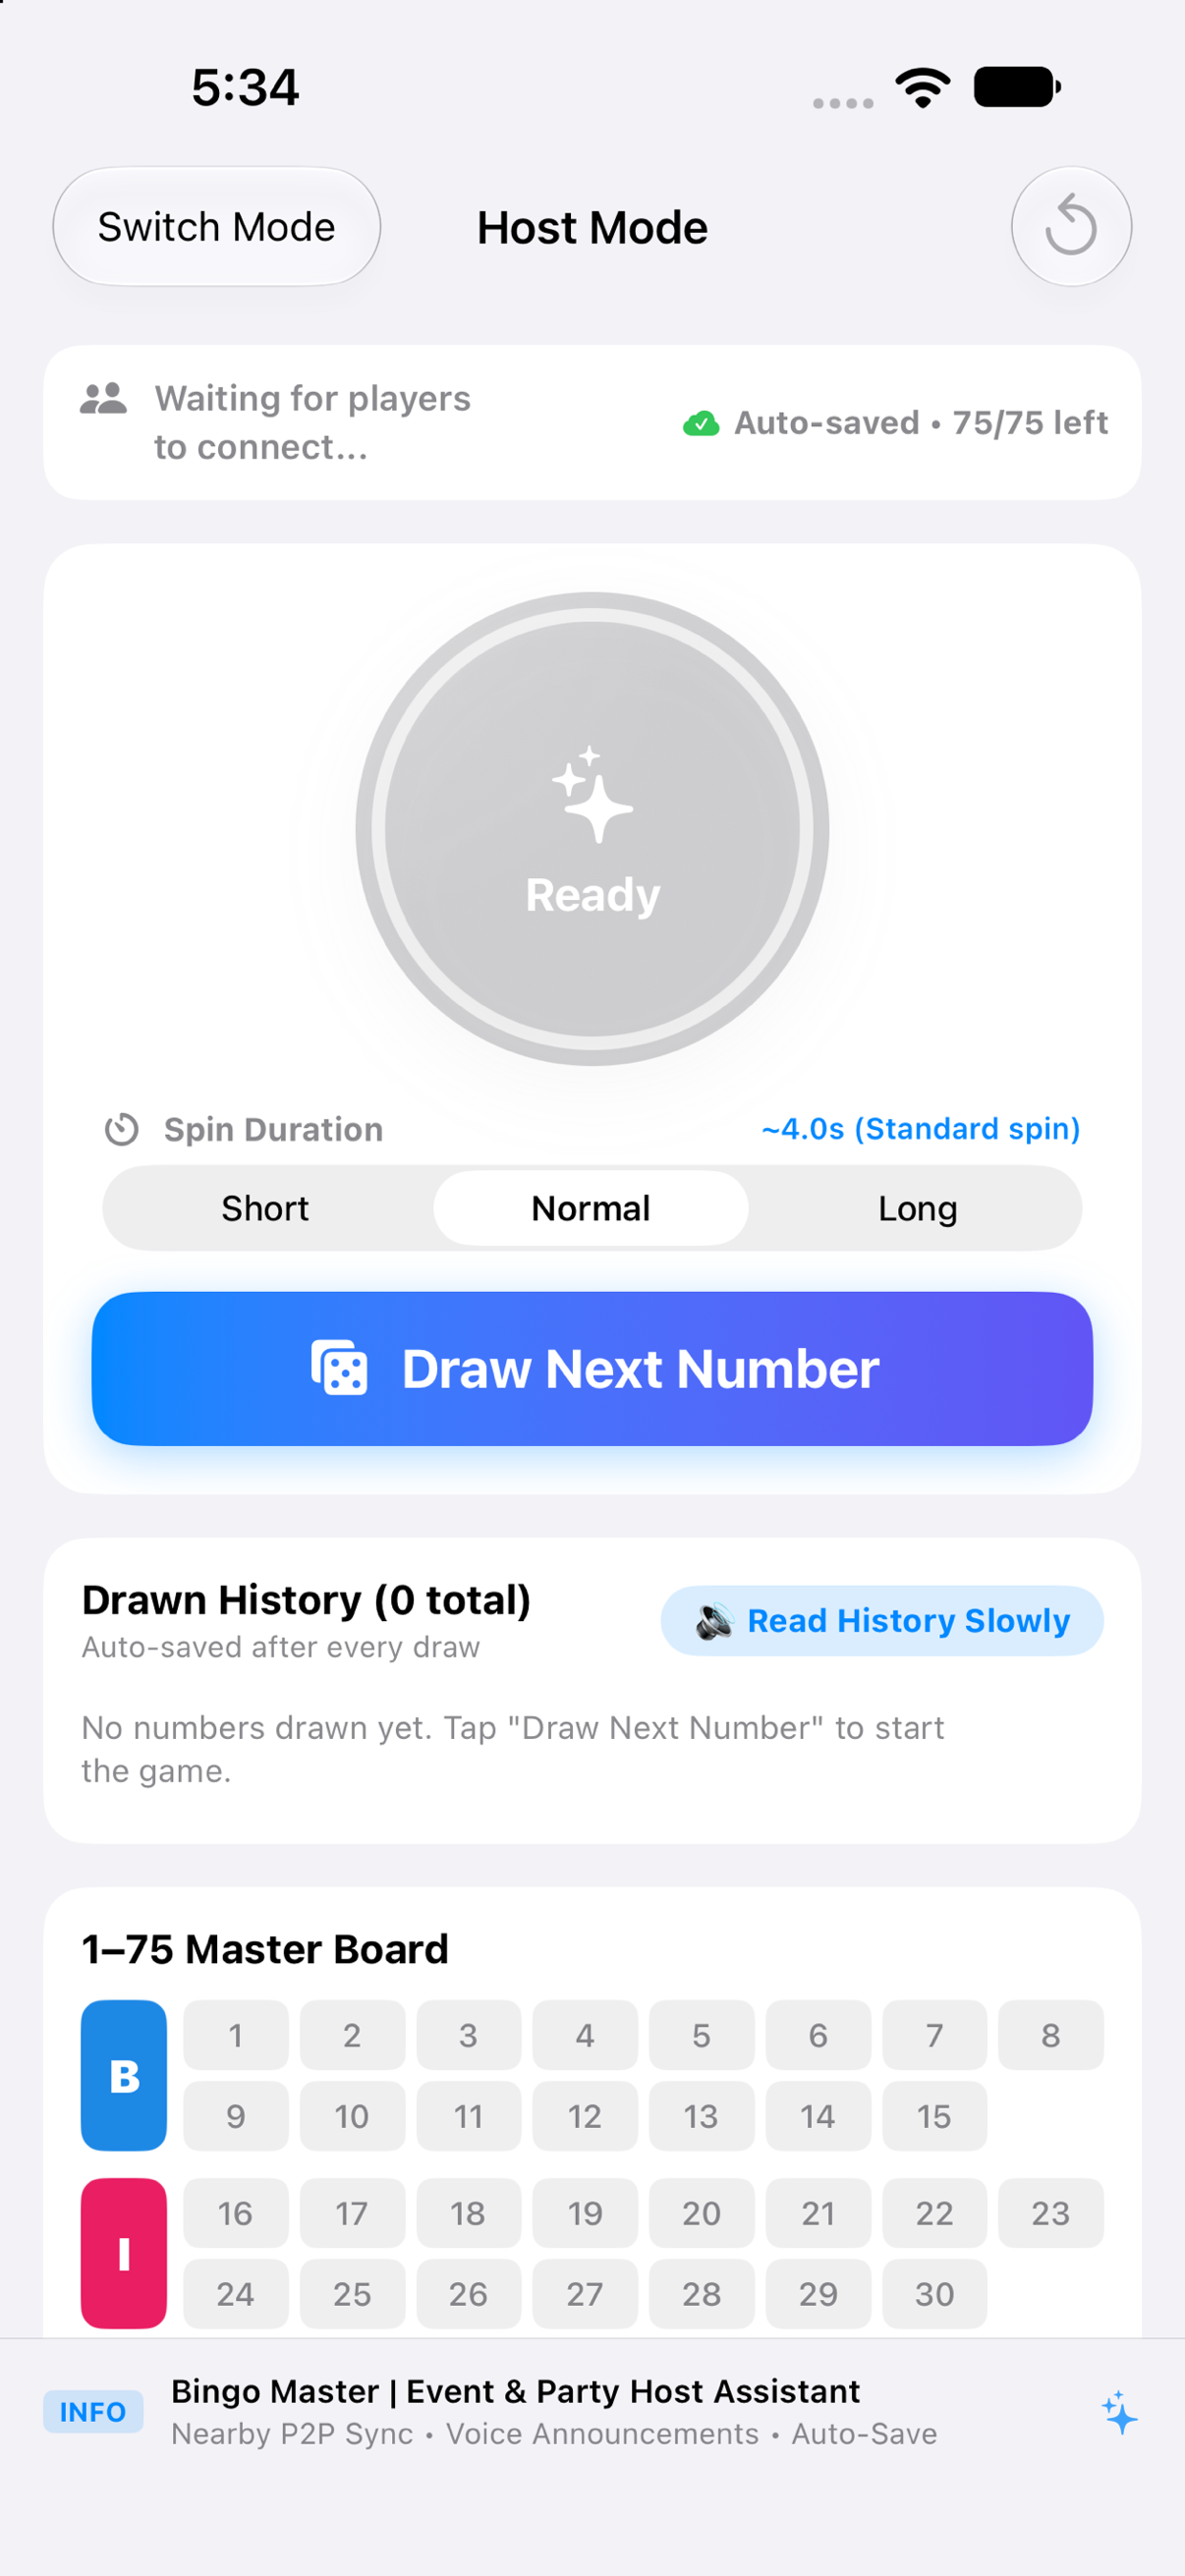 5:34
Switch Mode
Host Mode
Waiting for players
to connect...
Auto-saved • 75/75 left
Ready
Spin Duration
~4.0s (Standard spin)
Short
Normal
Long
Draw Next Number
Drawn History (0 total)
Auto-saved after every draw
Read History Slowly
No numbers drawn yet. Tap "Draw Next Number" to start
the game.
1–75 Master Board
B
1 2 3 4 5 6 7 8
9 10 11 12 13 14 15
I
16 17 18 19 20 21 22 23
24 25 26 27 28 29 30
INFO
Bingo Master | Event & Party Host Assistant
Nearby P2P Sync • Voice Announcements • Auto-Save